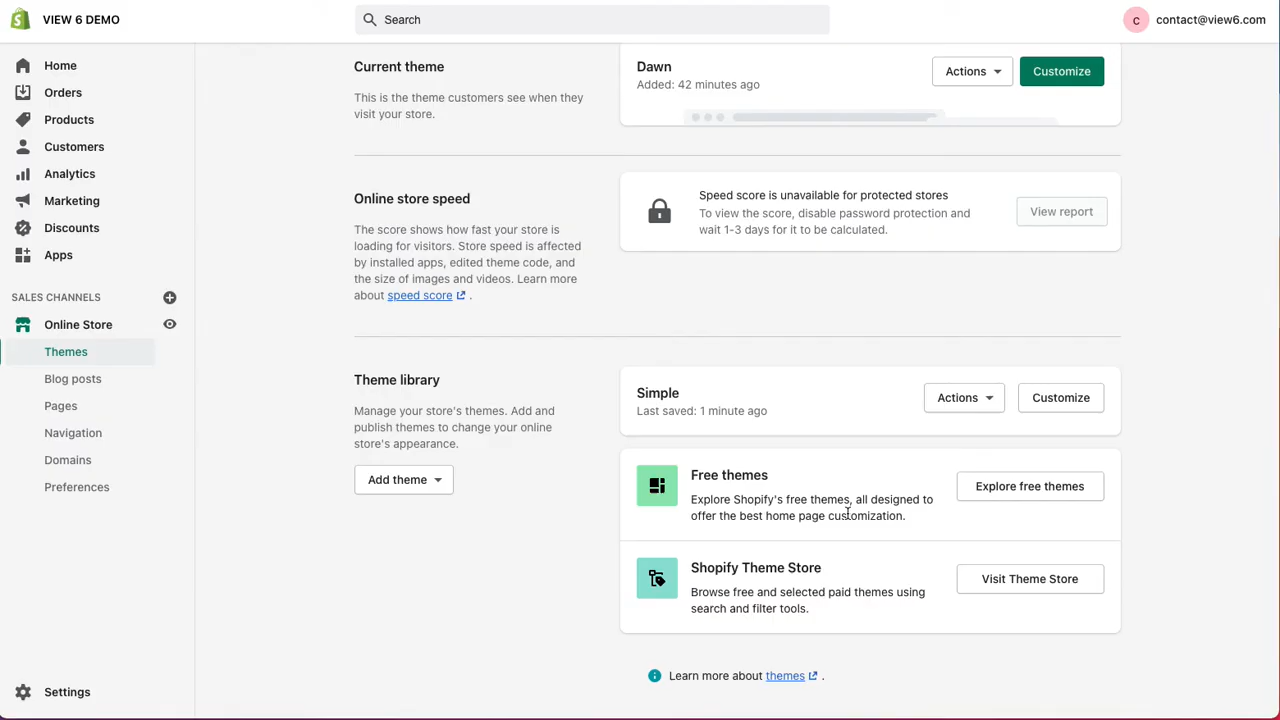 VIEW 6 DEMO
Search
C
contact@view6.com
Home
Orders
Products
Customers
Analytics
Marketing
Discounts
Apps
SALES CHANNELS
Online Store
Themes
Blog posts
Pages
Navigation
Domains
Preferences
Settings
Current theme
This is the theme customers see when they
visit your store.
Dawn
Added: 42 minutes ago
Actions
Customize
Online store speed
The score shows how fast your store is
loading for visitors. Store speed is affected
by installed apps, edited theme code, and
the size of images and videos. Learn more
about speed score .
Speed score is unavailable for protected stores
To view the score, disable password protection and
wait 1-3 days for it to be calculated.
View report
Theme library
Manage your store's themes. Add and
publish themes to change your online
store's appearance.
Add theme
Simple
Last saved: 1 minute ago
Actions
Customize
Free themes
Explore Shopify's free themes, all designed to
offer the best home page customization.
Explore free themes
Shopify Theme Store
Browse free and selected paid themes using
search and filter tools.
Visit Theme Store
Learn more about themes .